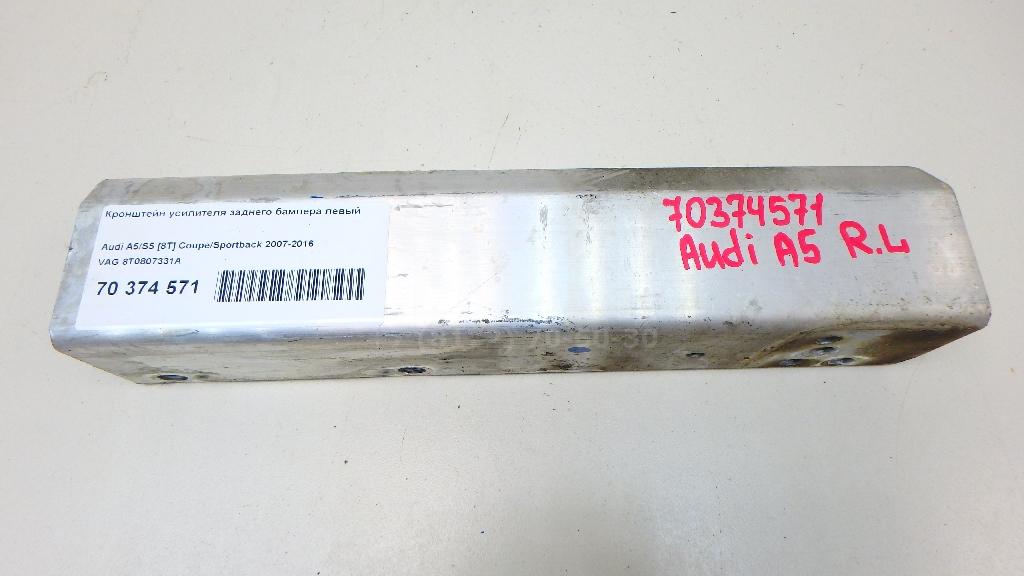 Кронштейн усилителя заднего бампера левый
Audi A5/S5 [8T] Coupe/Sportback 2007-2016
VAG 8T0807331A
70 374 571
70374571
Audi A5 R.L